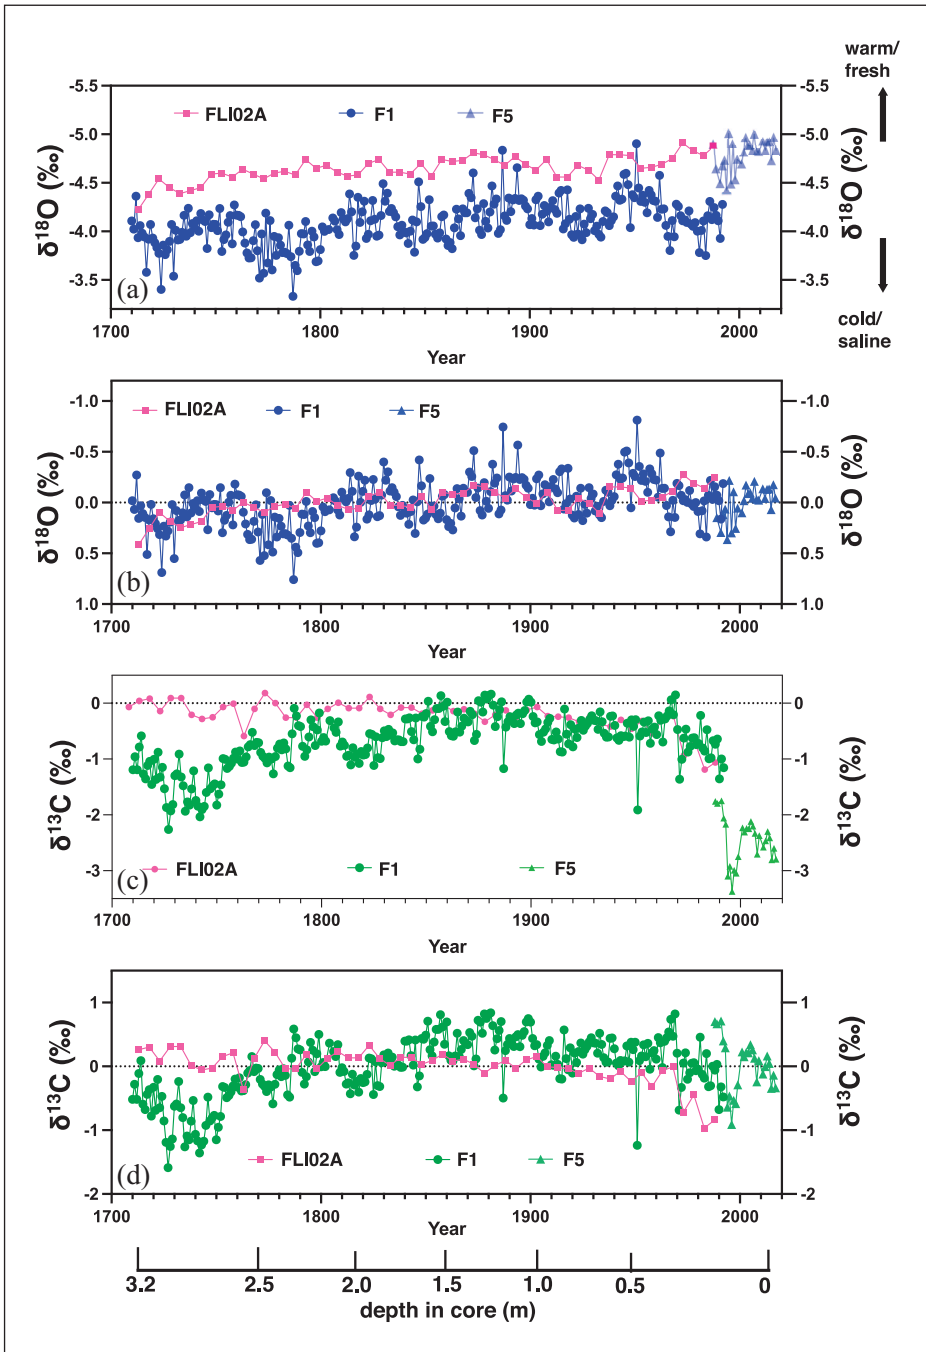 warm/
fresh
-5.5 -5.5
FLI02A F1 F5
-5.0 -5.0
-4.5 -4.5
-4.0 -4.0
-3.5 -3.5
δ18O (‰) δ18O (‰)
(a)
1700 1800 1900 2000
Year
cold/
saline
-1.0 -1.0
FLI02A F1 F5
-0.5 -0.5
0.0 0.0
0.5 0.5
1.0 1.0
δ18O (‰) δ18O (‰)
(b)
1700 1800 1900 2000
Year
0 0
-1 -1
-2 -2
-3 -3
δ13C (‰) δ13C (‰)
(c)
FLI02A F1 F5
1700 1800 1900 2000
Year
1 1
0 0
-1 -1
-2 -2
δ13C (‰) δ13C (‰)
FLI02A F1 F5
(d)
1700 1800 1900 2000
Year
3.2 2.5 2.0 1.5 1.0 0.5 0
depth in core (m)